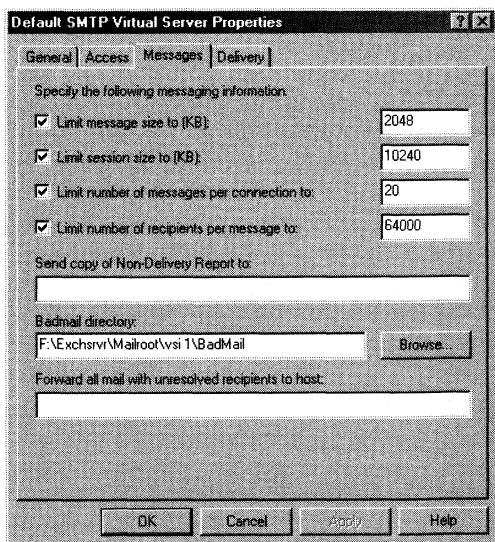 Default SMTP Virtual Server Properties
General Access Messages Delivery
Specify the following messaging information.
Limit message size to (KB): 2048
Limit session size to (KB): 10240
Limit number of messages per connection to: 20
Limit number of recipients per message to: 64000
Send copy of Non-Delivery Report to:
Badmail directory:
F:\Exchsrvr\Mailroot\vsi 1\BadMail Browse...
Forward all mail with unresolved recipients to host:
OK Cancel Apply Help